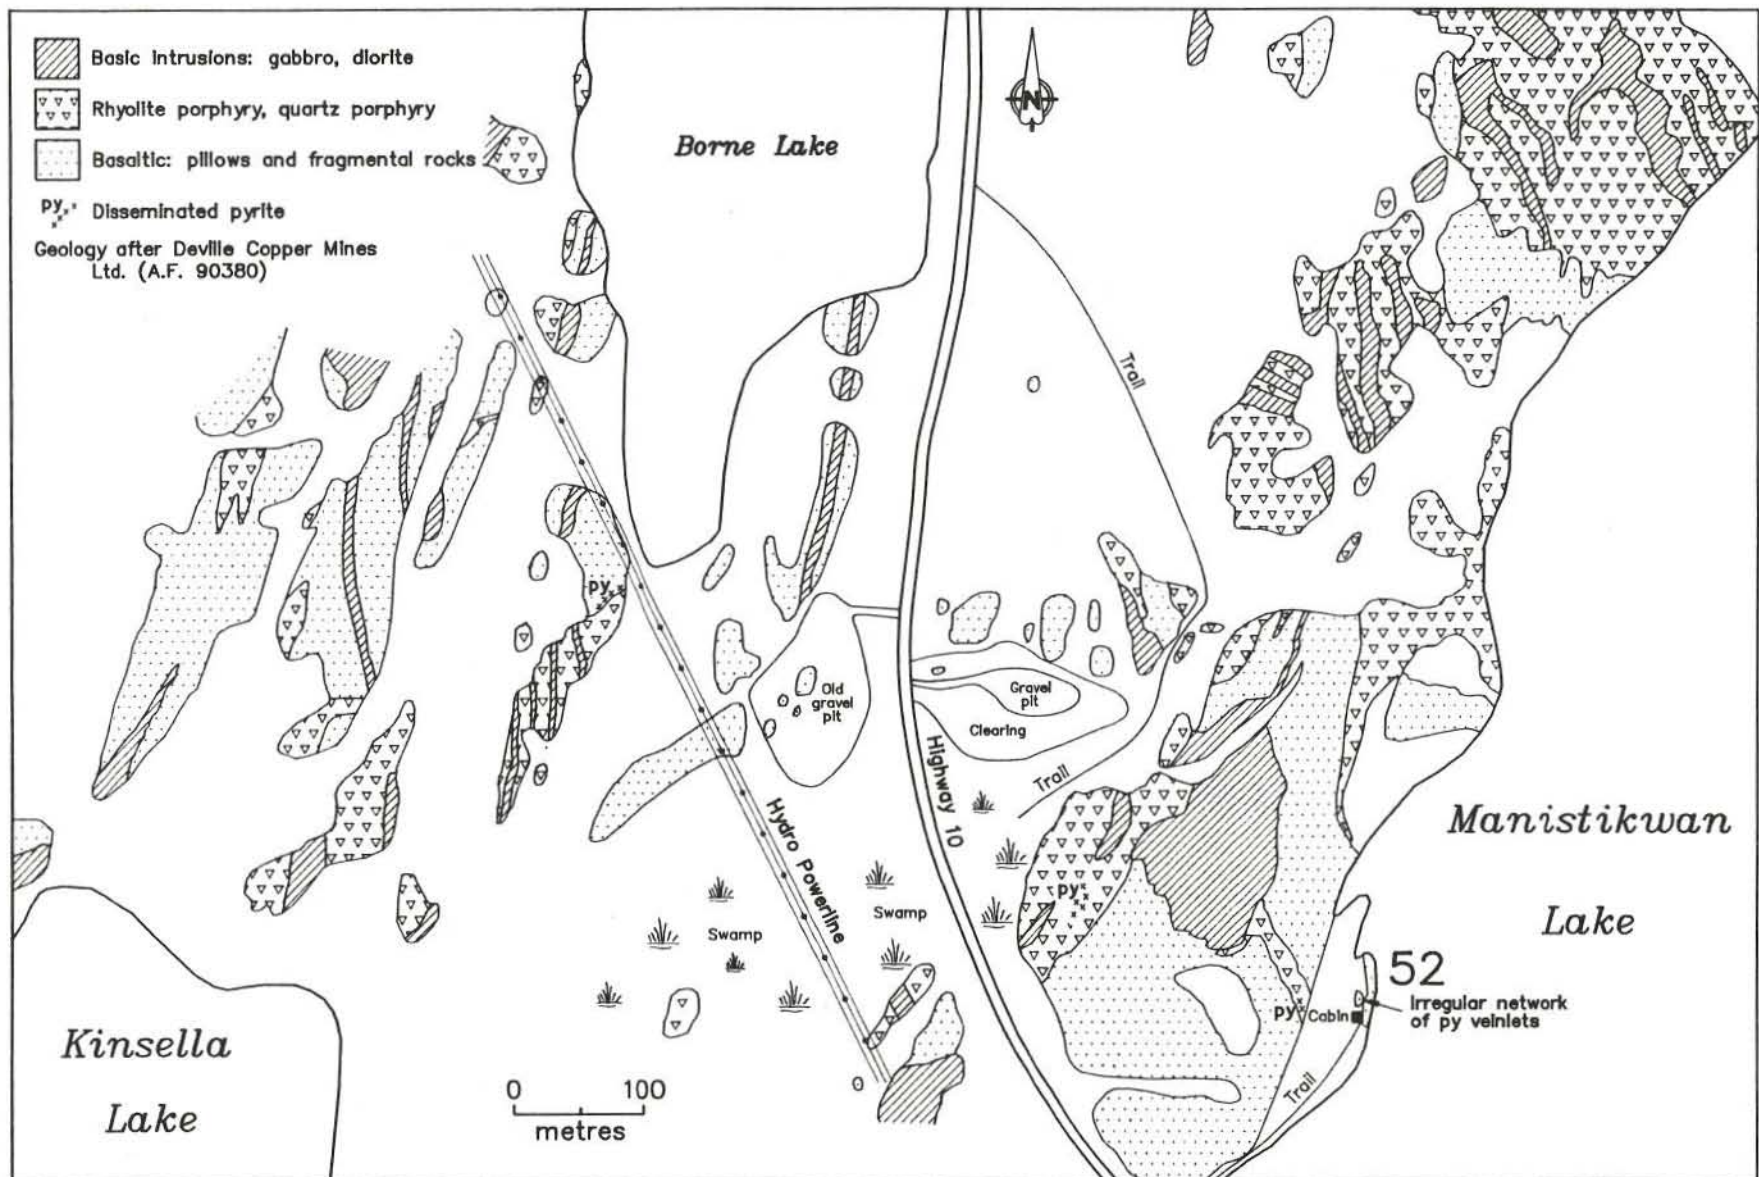 Basic intrusions: gabbro, diorite
Rhyolite porphyry, quartz porphyry
Basaltic: pillows and fragmental rocks
py Disseminated pyrite
Geology after Deville Copper Mines
Ltd. (A.F. 90380)
Borne Lake
N
Trail
py
Old
gravel
pit
Gravel
pit
Clearing
Trail
Highway 10
Hydro Powerline
Manistikwan
Lake
py
Swamp
Swamp
52
Irregular network
of py veinlets
py
Cabin
Trail
Kinsella
Lake
0 100
metres